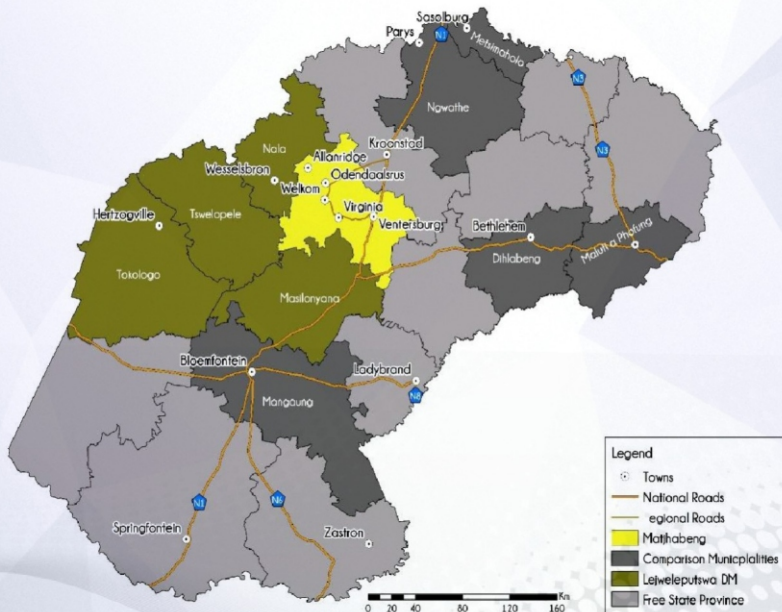 Sasolburg
Parys
N1
Metsimaholo
Ngwathe
N3
N3
Kroonstad
Nala
Allanridge
Wesselsbron
Odendaalsrus
Welkom
Hertzogville
Tswelopele
Virginia
Ventersburg
Bethlehem
Maluti a Phofung
Dihlabeng
Tokologo
Masilonyana
Bloemfontein
Ladybrand
N8
Mangaung
N1
N6
Springfontein
Zastron
Legend
Towns
National Roads
egional Roads
Matjhabeng
Comparison Municplalities
Lejweleputswa DM
Free State Province
Km
0 20 40 80 120 160